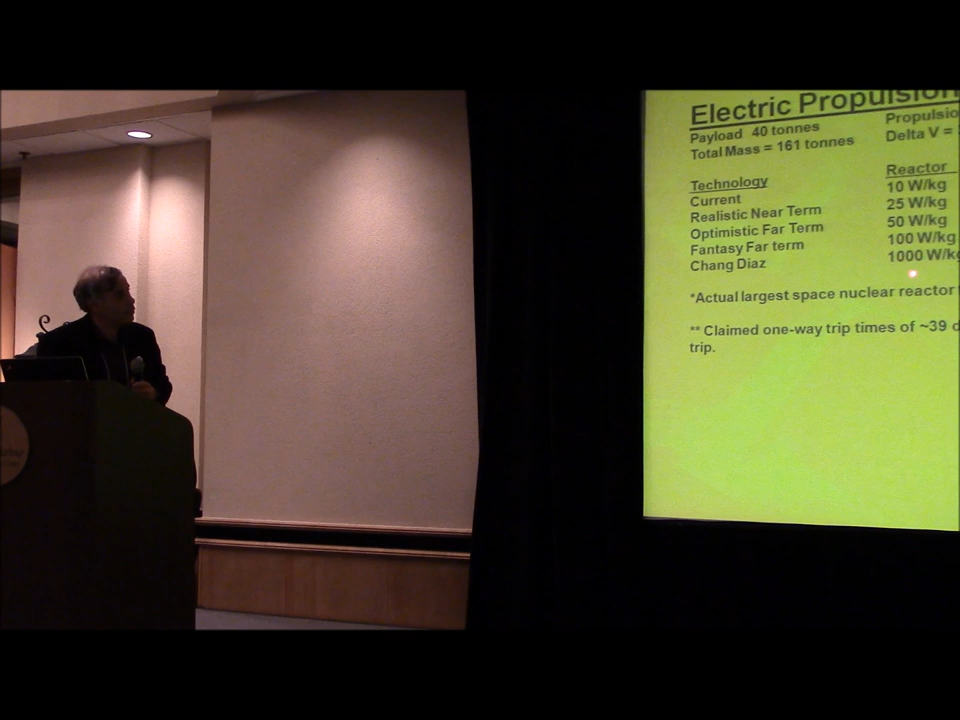 Electric Propulsion
Payload 40 tonnes
Propulsio
Total Mass = 161 tonnes
Delta V =
Technology
Reactor
Current
10 W/kg
Realistic Near Term
25 W/kg
Optimistic Far Term
50 W/kg
Fantasy Far term
100 W/kg
Chang Diaz
1000 W/kg
*Actual largest space nuclear reactor
** Claimed one-way trip times of ~39 d
trip.